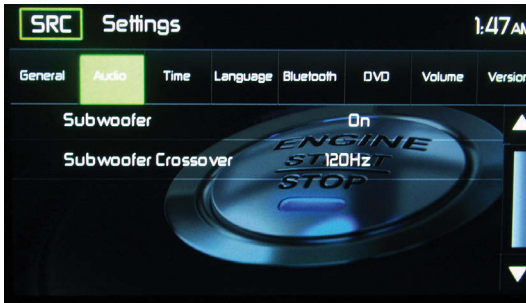 SRC Settings 1:47AM
General Audio Time Language Bluetooth DVD Volume Version
Subwoofer On
Subwoofer Crossover 120Hz
ENGINE
START
STOP